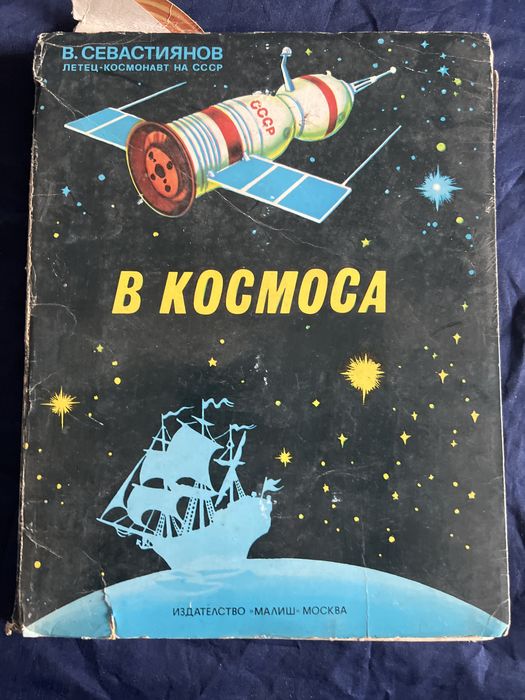 В. СЕВАСТИЯНОВ
ЛЕТЕЦ-КОСМОНАВТ НА СССР
СССР
В КОСМОСА
ИЗДАТЕЛСТВО „МАЛИШ“ МОСКВА